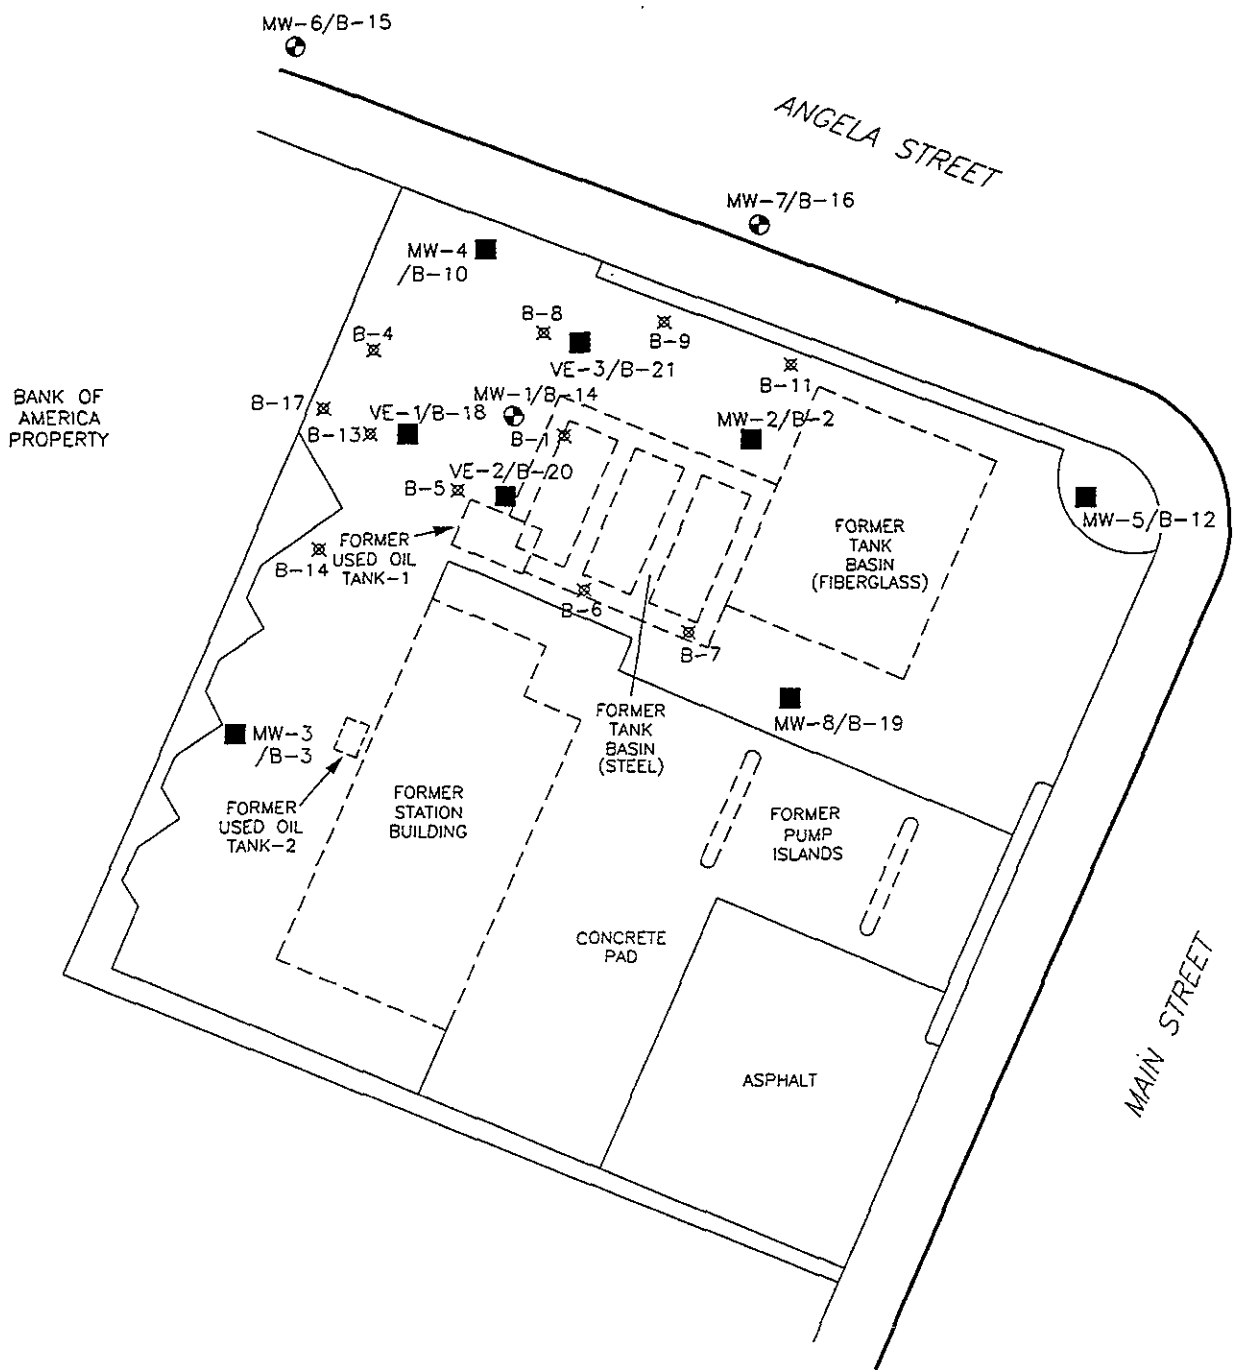 MW-6/B-15
ANGELA STREET
MW-7/B-16
MW-4
/B-10
B-8
B-9
B-4
VE-3/B-21
B-11
BANK OF
AMERICA
PROPERTY
MW-1/B-14
B-17
VE-1/B-18
MW-2/B-2
B-13
B-1
VE-2/B-20
B-5
MW-5/B-12
FORMER
TANK
BASIN
(FIBERGLASS)
FORMER
USED OIL
TANK-1
B-14
B-6
B-7
FORMER
TANK
BASIN
(STEEL)
MW-8/B-19
MW-3
/B-3
FORMER
USED OIL
TANK-2
FORMER
STATION
BUILDING
FORMER
PUMP
ISLANDS
CONCRETE
PAD
MAIN STREET
ASPHALT